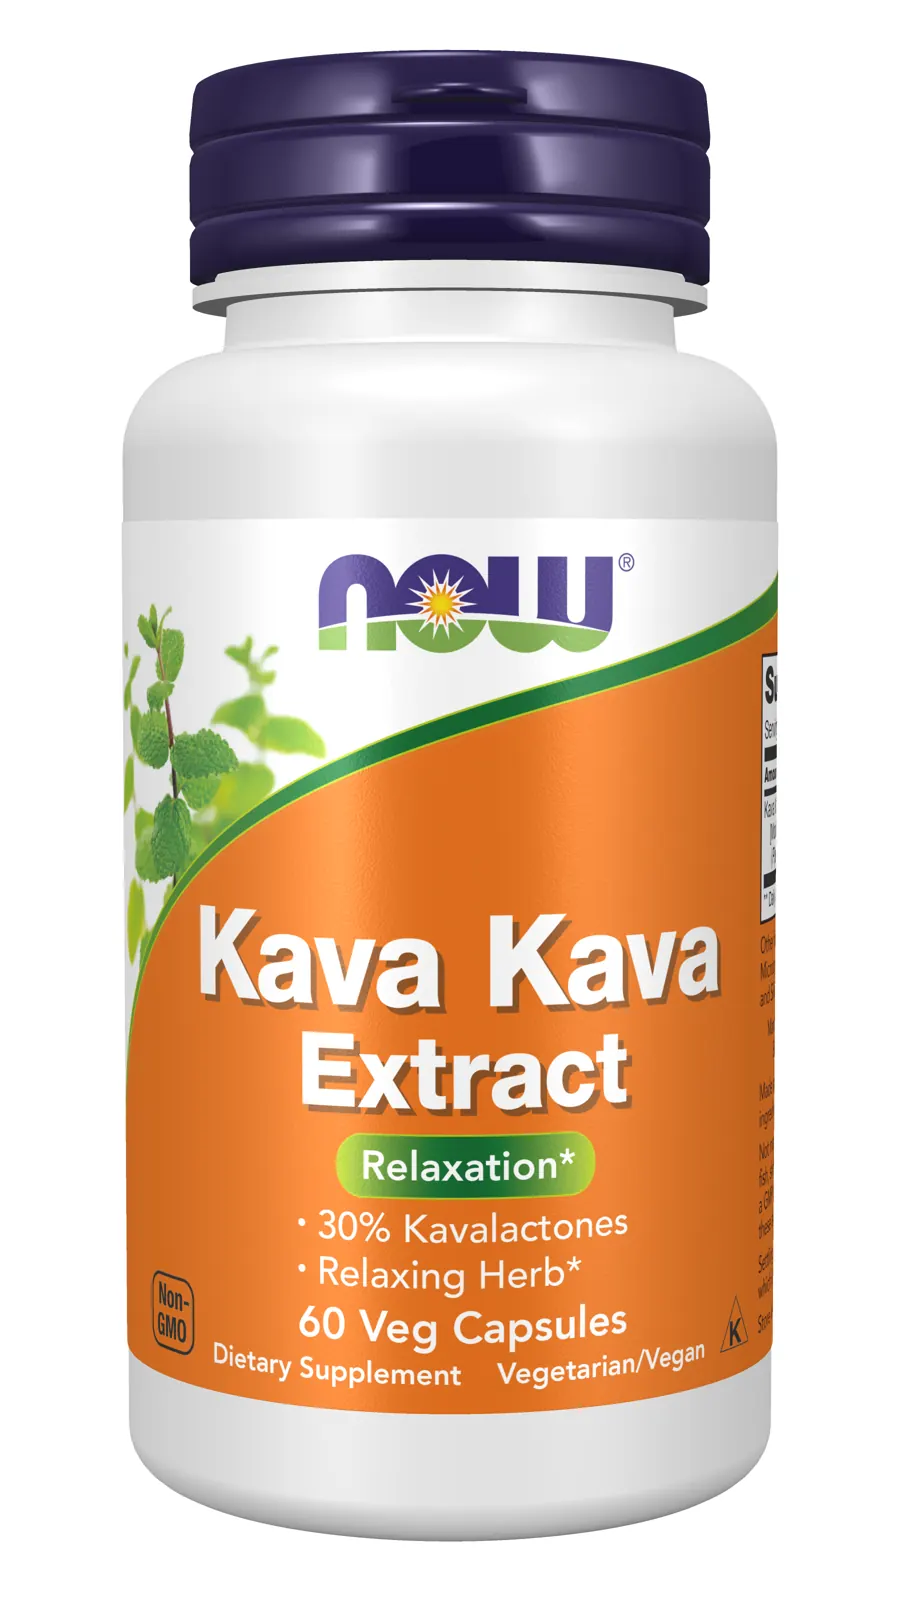 now®
Kava Kava
Extract
Relaxation*
• 30% Kavalactones
• Relaxing Herb*
60 Veg Capsules
Non-
GMO
Dietary Supplement
Vegetarian/Vegan
K